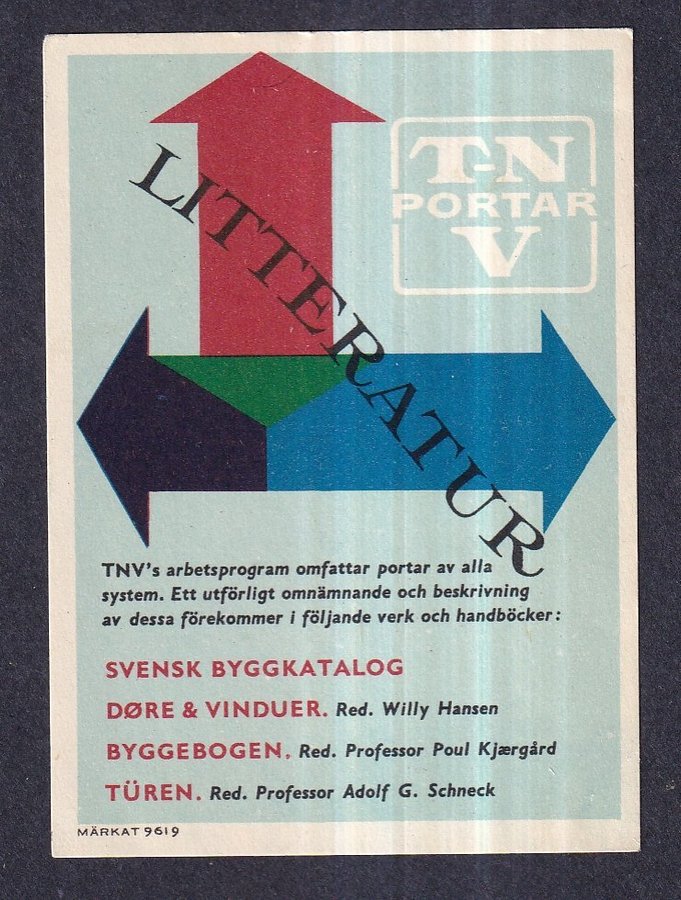 LITTERATUR
T-N
PORTAR
V
TNV's arbetsprogram omfattar portar av alla
system. Ett utförligt omnämnande och beskrivning
av dessa förekommer i följande verk och handböcker:
SVENSK BYGGKATALOG
DØRE & VINDUER. Red. Willy Hansen
BYGGEBOGEN. Red. Professor Poul Kjærgård
TÜREN. Red. Professor Adolf G. Schneck
MÄRKAT 9619